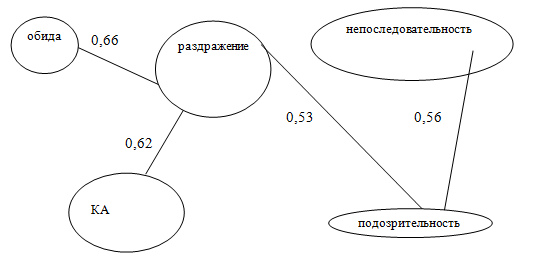 обида
0,66
раздражение
непоследовательность
0,62
0,53
0,56
КА
подозрительность